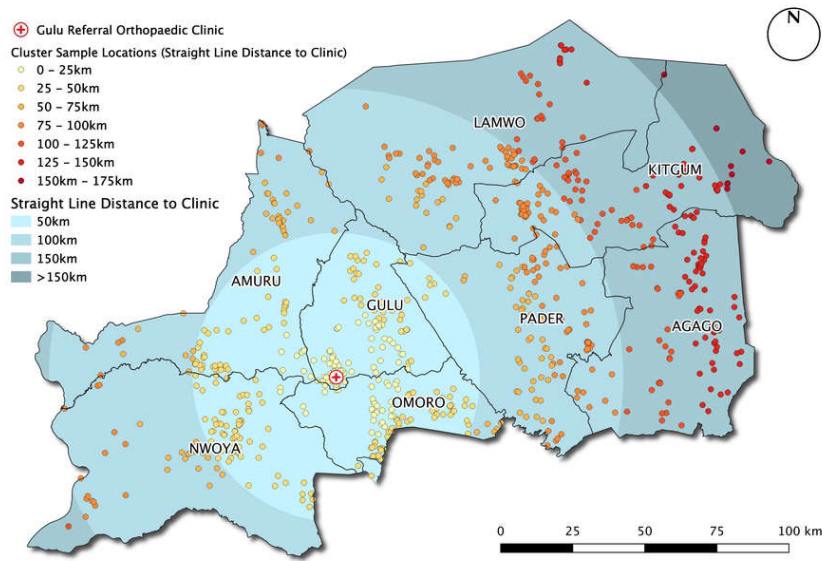 Gulu Referral Orthopaedic Clinic
Cluster Sample Locations (Straight Line Distance to Clinic)
0 - 25km
25 - 50km
50 - 75km
75 - 100km
100 - 125km
125 - 150km
150km - 175km
Straight Line Distance to Clinic
50km
100km
150km
>150km
N
LAMWO
KITGUM
AMURU
GULU
PADER
AGAGO
OMORO
NWOYA
0 25 50 75 100 km